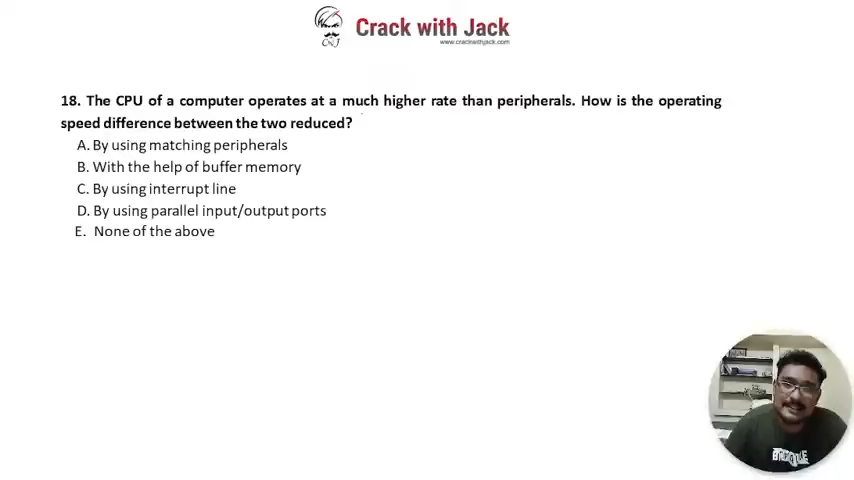 Crack with Jack
www.crackwithjack.com
CWJ
18. The CPU of a computer operates at a much higher rate than peripherals. How is the operating
speed difference between the two reduced?
A. By using matching peripherals
B. With the help of buffer memory
C. By using interrupt line
D. By using parallel input/output ports
E. None of the above